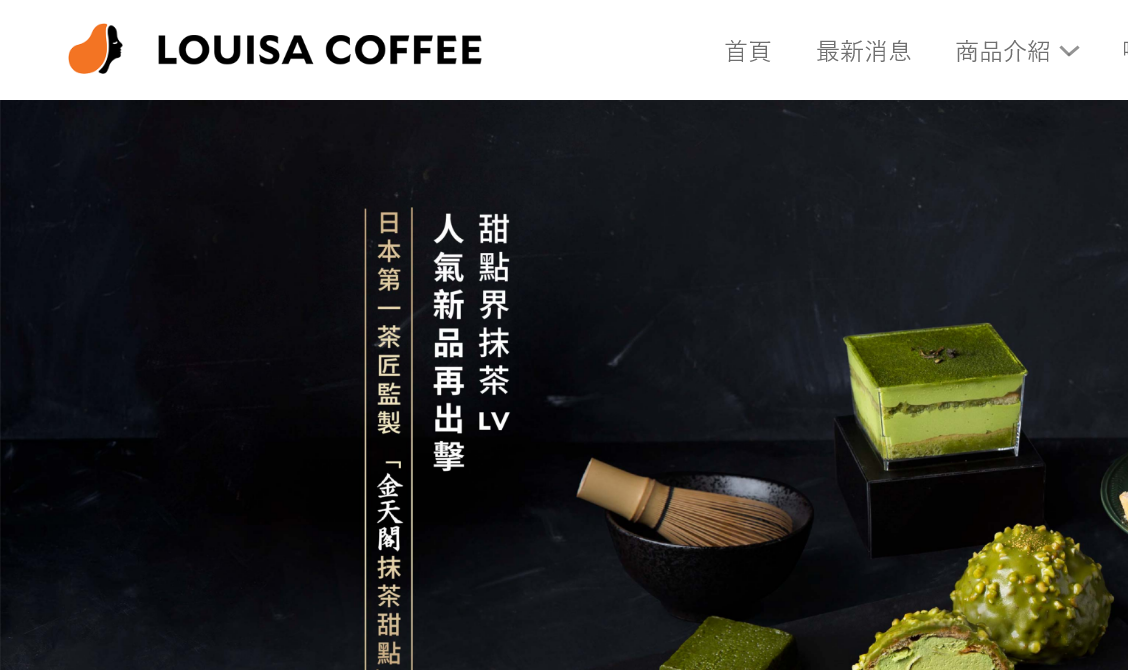 LOUISA COFFEE
首頁
最新消息
商品介紹
甜點界抹茶LV
人氣新品再出擊
日本第一茶匠監製「金天閣抹茶甜點